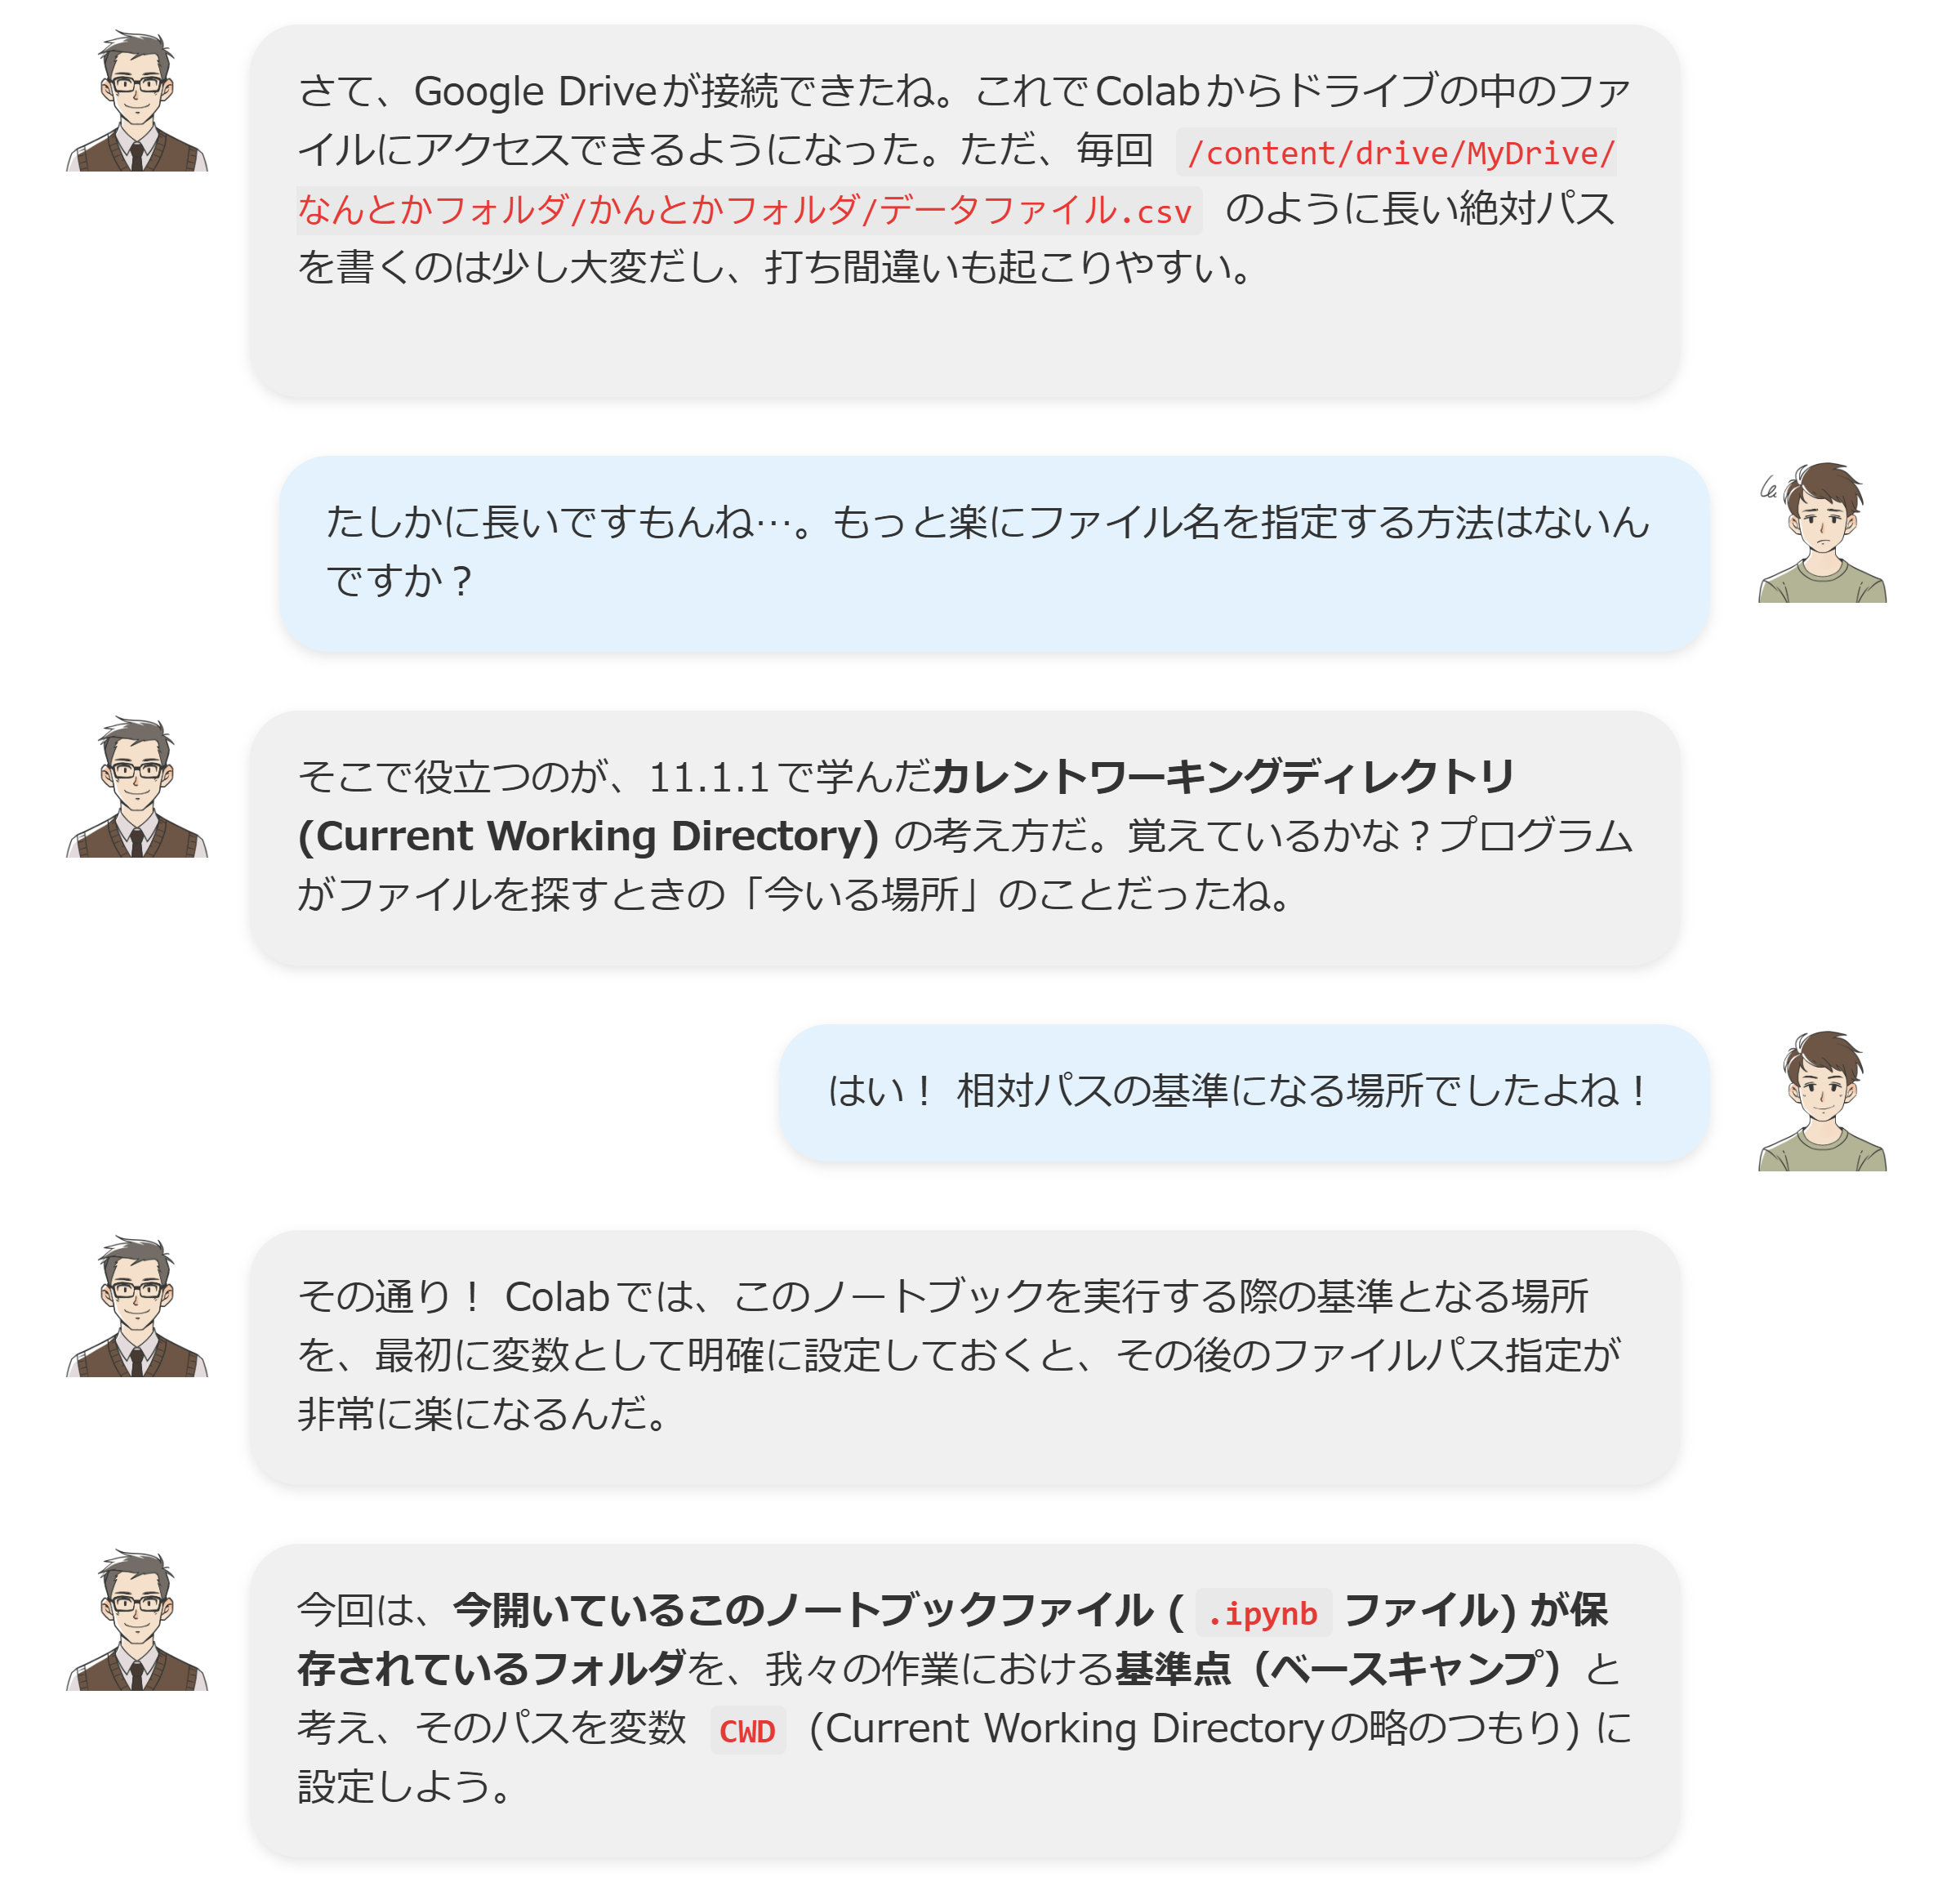 さて、Google Driveが接続できたね。これでColabからドライブの中のファ
イルにアクセスできるようになった。ただ、毎回 /content/drive/MyDrive/
なんとかフォルダ/かんとかフォルダ/データファイル.csv のように長い絶対パス
を書くのは少し大変だし、打ち間違いも起こりやすい。
たしかに長いですもんね…。もっと楽にファイル名を指定する方法はないん
ですか？
そこで役立つのが、11.1.1で学んだカレントワーキングディレクトリ
(Current Working Directory) の考え方だ。覚えているかな？プログラム
がファイルを探すときの「今いる場所」のことだったね。
はい！ 相対パスの基準になる場所でしたよね！
その通り！ Colabでは、このノートブックを実行する際の基準となる場所
を、最初に変数として明確に設定しておくと、その後のファイルパス指定が
非常に楽になるんだ。
今回は、今開いているこのノートブックファイル ( .ipynb ファイル) が保
存されているフォルダを、我々の作業における基準点（ベースキャンプ）と
考え、そのパスを変数 CWD (Current Working Directoryの略のつもり) に
設定しよう。